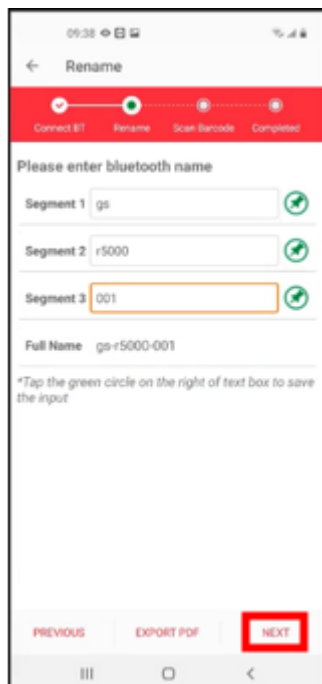 09:38
Rename
Connect BT Rename Scan Barcode Completed
Please enter bluetooth name
Segment 1 gs
Segment 2 r5000
Segment 3 001
Full Name gs-r5000-001
*Tap the green circle on the right of text box to save
the input
PREVIOUS EXPORT PDF NEXT